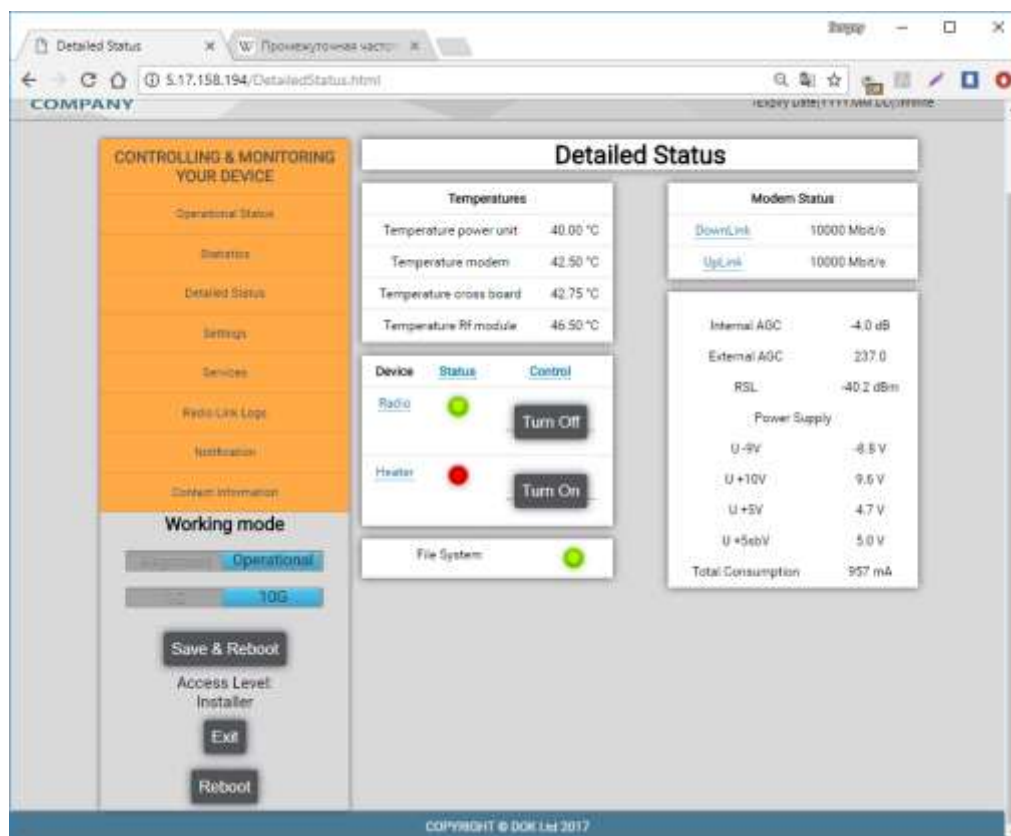 Detailed Status
Промежуточная часто
5.17.158.194/DetailedStatus.html
COMPANY
CONTROLLING & MONITORING
YOUR DEVICE
Operational Status
Statistics
Detailed Status
Settings
Services
Radio Link Logs
Notification
Contact Information
Working mode
Operational
10G
Save & Reboot
Access Level:
Installer
Exit
Reboot
Detailed Status
Temperatures
Temperature power unit 40.00 °C
Temperature modem 42.50 °C
Temperature cross board 42.75 °C
Temperature Rf module 46.50 °C
Device Status Control
Radio Turn Off
Heater Turn On
File System
Modem Status
DownLink 10000 Mbit/s
UpLink 10000 Mbit/s
Internal AGC -4.0 dB
External AGC 237.0
RSL -40.2 dBm
Power Supply
U -9V -8.8 V
U +10V 9.6 V
U +5V 4.7 V
U +5sbV 5.0 V
Total Consumption 957 mA
COPYRIGHT © DOK Ltd 2017